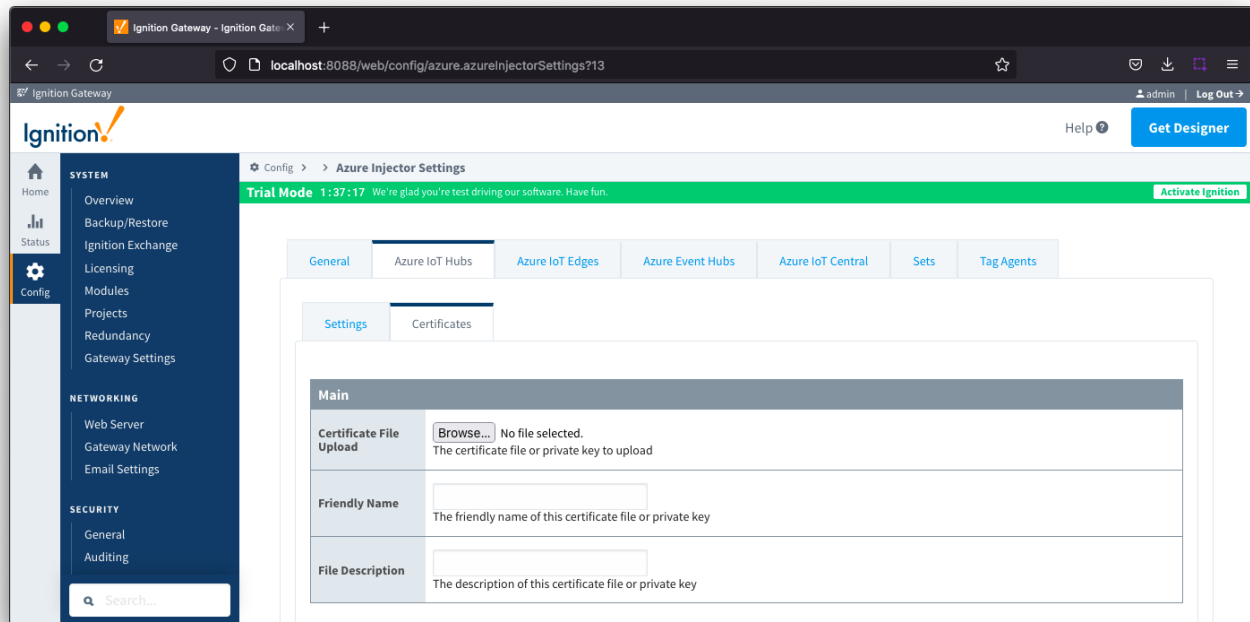 Ignition Gateway - Ignition Gate
localhost:8088/web/config/azure.azureInjectorSettings?13
Ignition Gateway
admin | Log Out
Ignition!
Help
Get Designer
Home
Status
Config
SYSTEM
Overview
Backup/Restore
Ignition Exchange
Licensing
Modules
Projects
Redundancy
Gateway Settings
NETWORKING
Web Server
Gateway Network
Email Settings
SECURITY
General
Auditing
Search...
Config > > Azure Injector Settings
Trial Mode 1:37:17 We're glad you're test driving our software. Have fun.
Activate Ignition
General Azure IoT Hubs Azure IoT Edges Azure Event Hubs Azure IoT Central Sets Tag Agents
Settings Certificates
Main
Certificate File
Upload
Browse... No file selected.
The certificate file or private key to upload
Friendly Name
The friendly name of this certificate file or private key
File Description
The description of this certificate file or private key